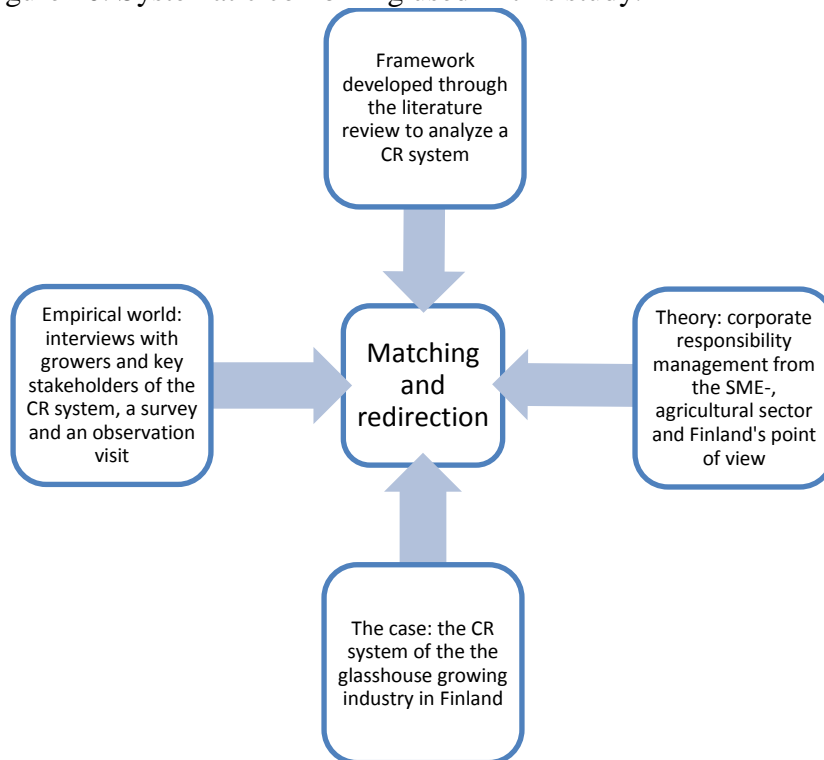 Framework
developed through
the literature
review to analyze a
CR system
Empirical world:
interviews with
growers and key
stakeholders of the
CR system, a survey
and an observation
visit
Matching
and
redirection
Theory: corporate
responsibility
management from
the SME-,
agricultural sector
and Finland's point
of view
The case: the CR
system of the the
glasshouse growing
industry in Finland